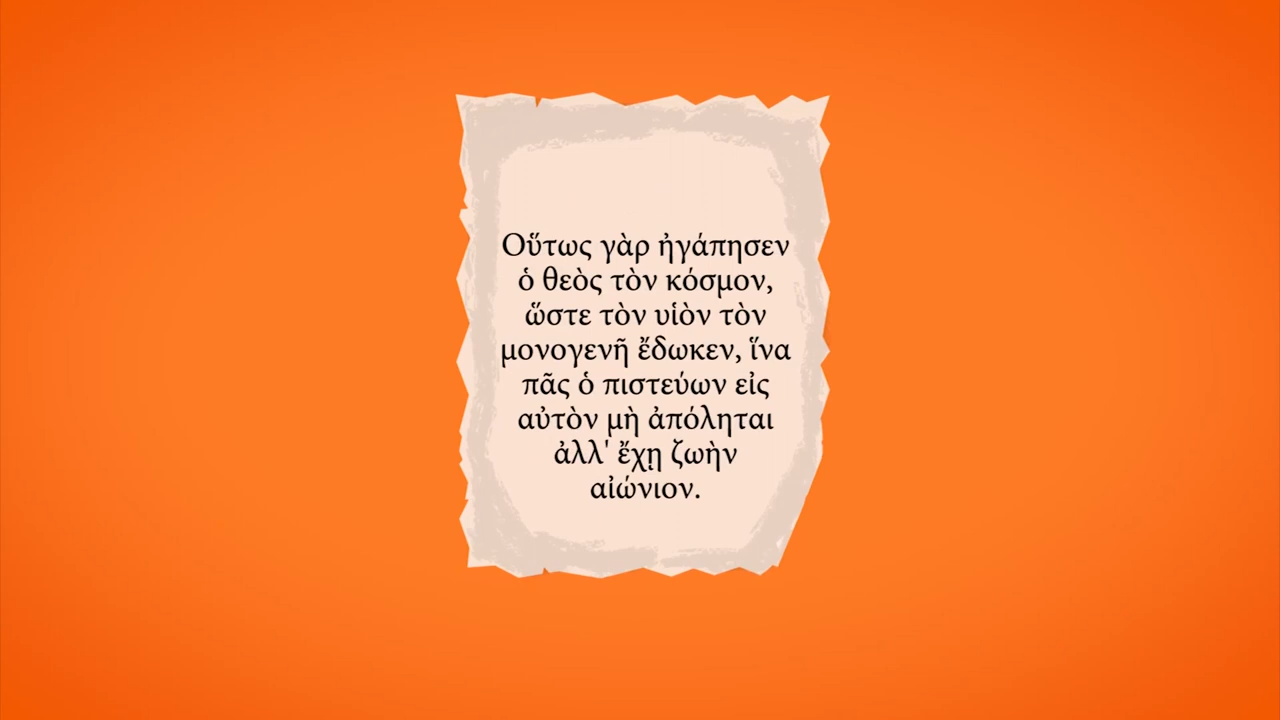 Οὕτως γὰρ ἠγάπησεν
ὁ θεὸς τὸν κόσμον,
ὥστε τὸν υἱὸν τὸν
μονογενῆ ἔδωκεν, ἵνα
πᾶς ὁ πιστεύων εἰς
αὐτὸν μὴ ἀπόληται
ἀλλ' ἔχῃ ζωὴν
αἰώνιον.